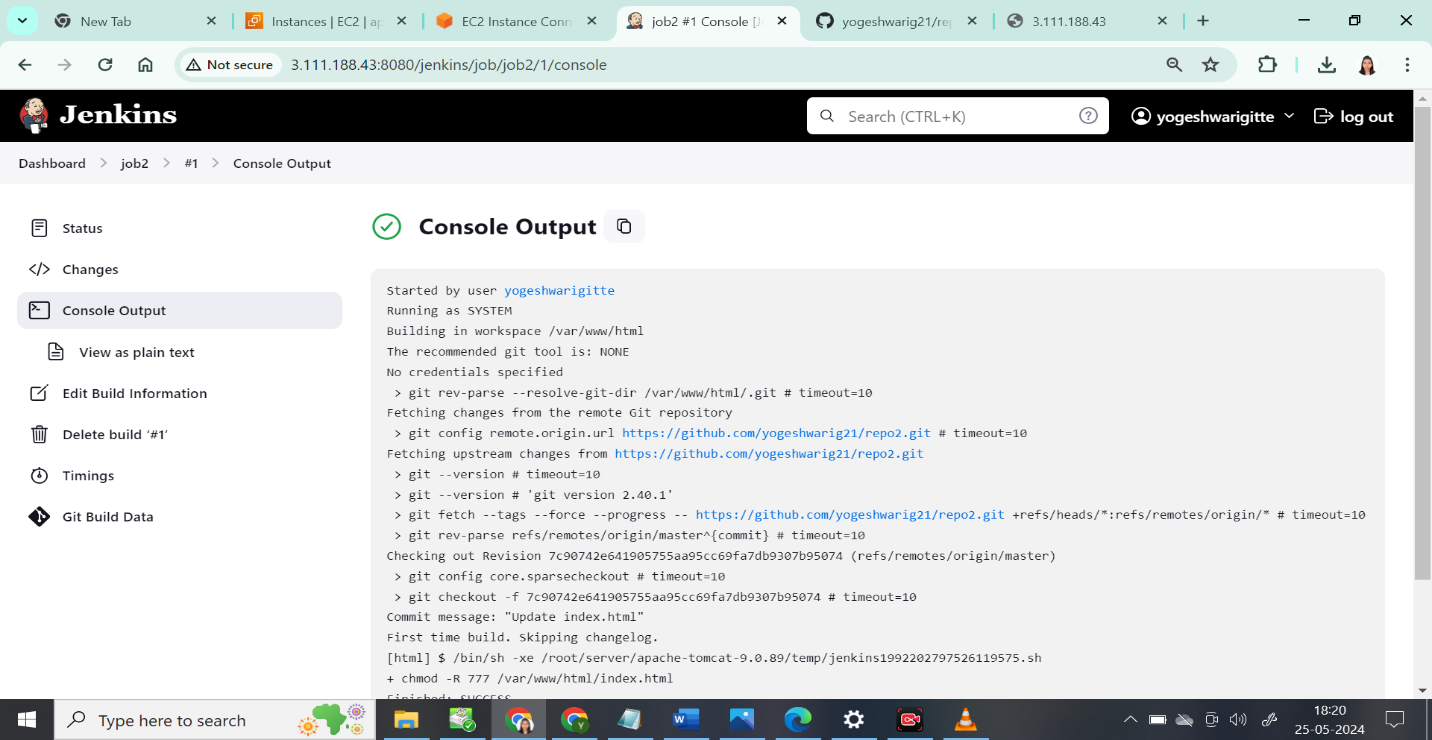 New Tab
Instances | EC2 | ap
EC2 Instance Conn
job2 #1 Console [J
yogeshwarig21/rep
3.111.188.43
Not secure
3.111.188.43:8080/jenkins/job/job2/1/console
Jenkins
Search (CTRL+K)
yogeshwarigitte
log out
Dashboard
job2
#1
Console Output
Status
Changes
Console Output
View as plain text
Edit Build Information
Delete build ‘#1’
Timings
Git Build Data
Console Output
Started by user yogeshwarigitte
Running as SYSTEM
Building in workspace /var/www/html
The recommended git tool is: NONE
No credentials specified
> git rev-parse --resolve-git-dir /var/www/html/.git # timeout=10
Fetching changes from the remote Git repository
> git config remote.origin.url https://github.com/yogeshwarig21/repo2.git # timeout=10
Fetching upstream changes from https://github.com/yogeshwarig21/repo2.git
> git --version # timeout=10
> git --version # 'git version 2.40.1'
> git fetch --tags --force --progress -- https://github.com/yogeshwarig21/repo2.git +refs/heads/*:refs/remotes/origin/* # timeout=10
> git rev-parse refs/remotes/origin/master^{commit} # timeout=10
Checking out Revision 7c90742e641905755aa95cc69fa7db9307b95074 (refs/remotes/origin/master)
> git config core.sparsecheckout # timeout=10
> git checkout -f 7c90742e641905755aa95cc69fa7db9307b95074 # timeout=10
Commit message: "Update index.html"
First time build. Skipping changelog.
[html] $ /bin/sh -xe /root/server/apache-tomcat-9.0.89/temp/jenkins1992202797526119575.sh
+ chmod -R 777 /var/www/html/index.html
Finished: SUCCESS
Type here to search
18:20
25-05-2024